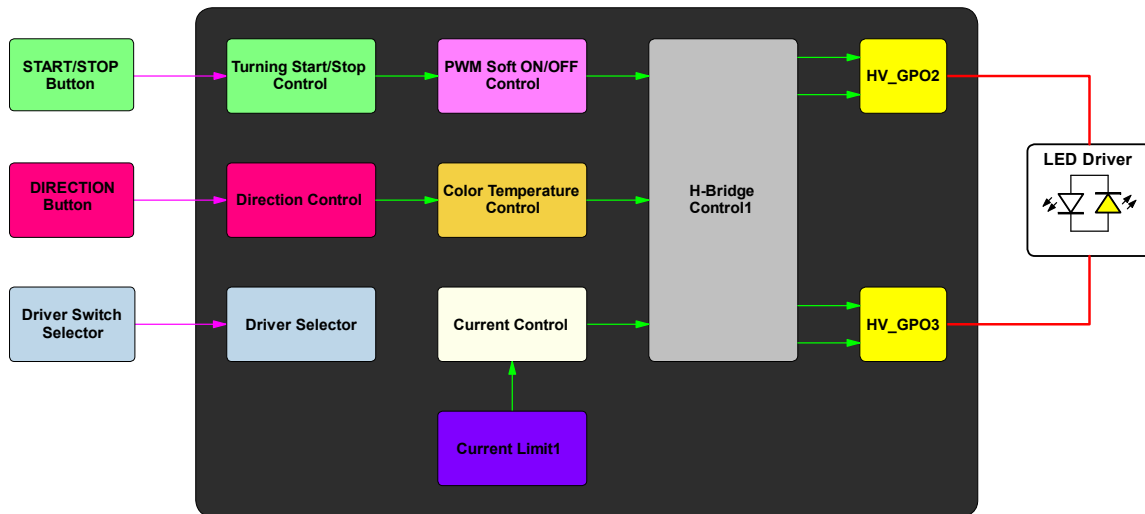 START/STOP
Button
Turning Start/Stop
Control
PWM Soft ON/OFF
Control
HV_GPO2
DIRECTION
Button
Direction Control
Color Temperature
Control
H-Bridge
Control1
LED Driver
Driver Switch
Selector
Driver Selector
Current Control
HV_GPO3
Current Limit1